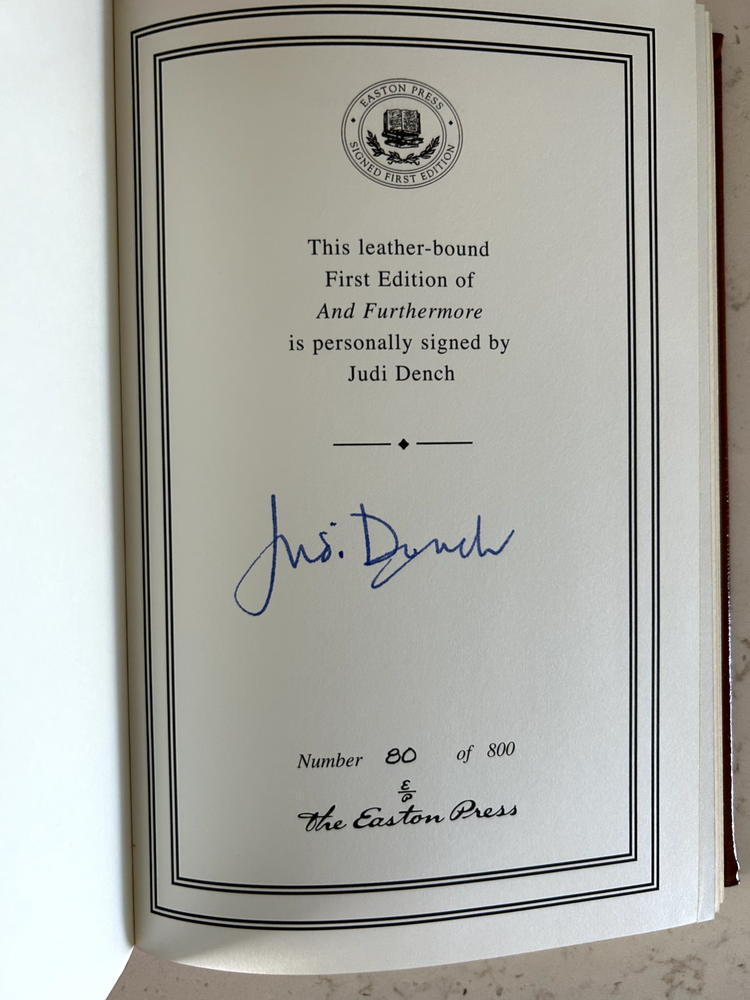 EASTON PRESS
SIGNED FIRST EDITION
This leather-bound
First Edition of
And Furthermore
is personally signed by
Judi Dench
Judi Dench
Number 80 of 800
E
P
The Easton Press